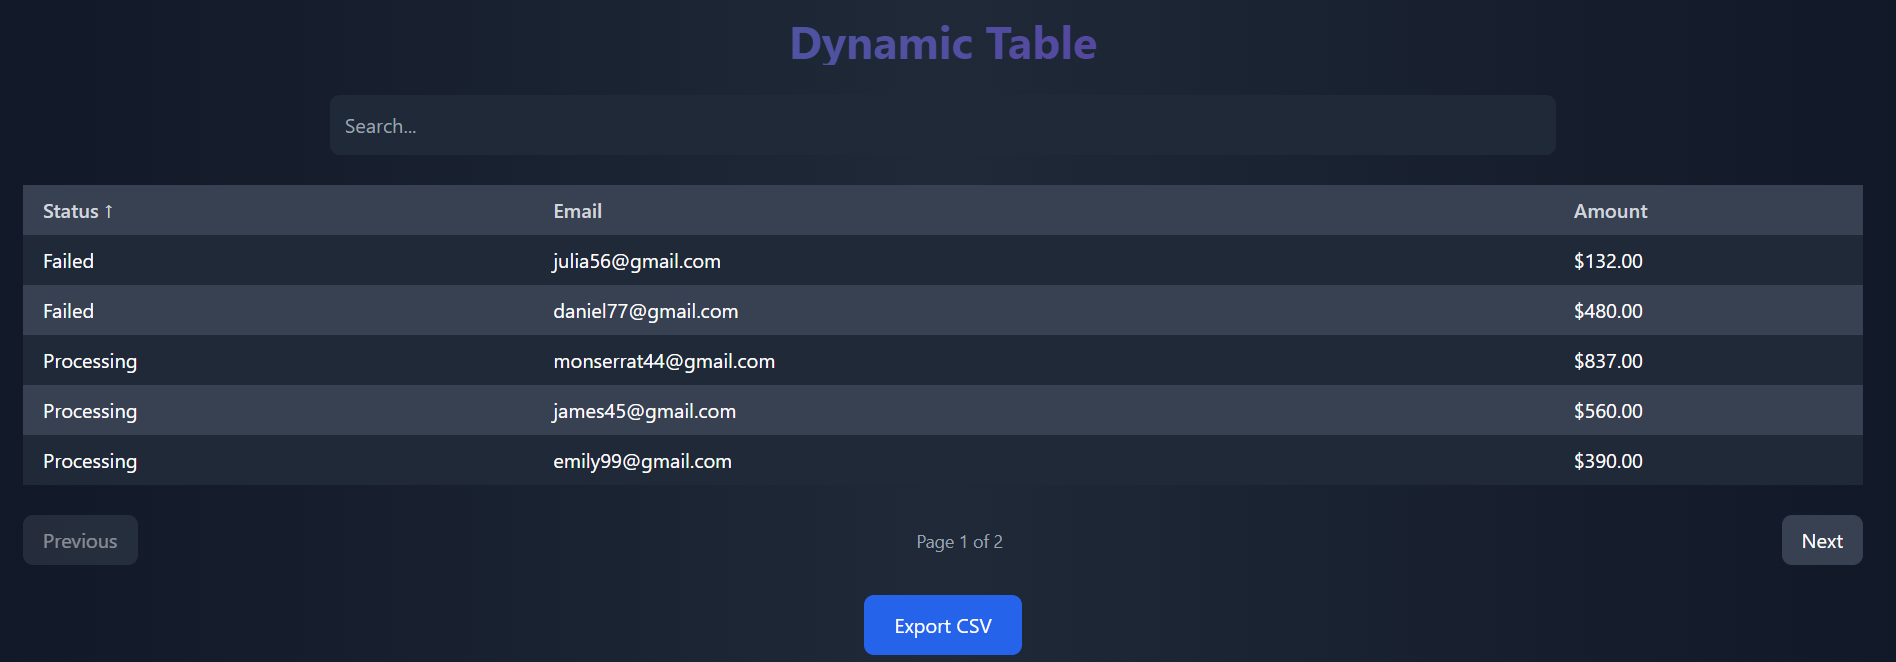 Dynamic Table
Search...
Status ↑ Email Amount
Failed julia56@gmail.com $132.00
Failed daniel77@gmail.com $480.00
Processing monserrat44@gmail.com $837.00
Processing james45@gmail.com $560.00
Processing emily99@gmail.com $390.00
Previous Page 1 of 2 Next
Export CSV